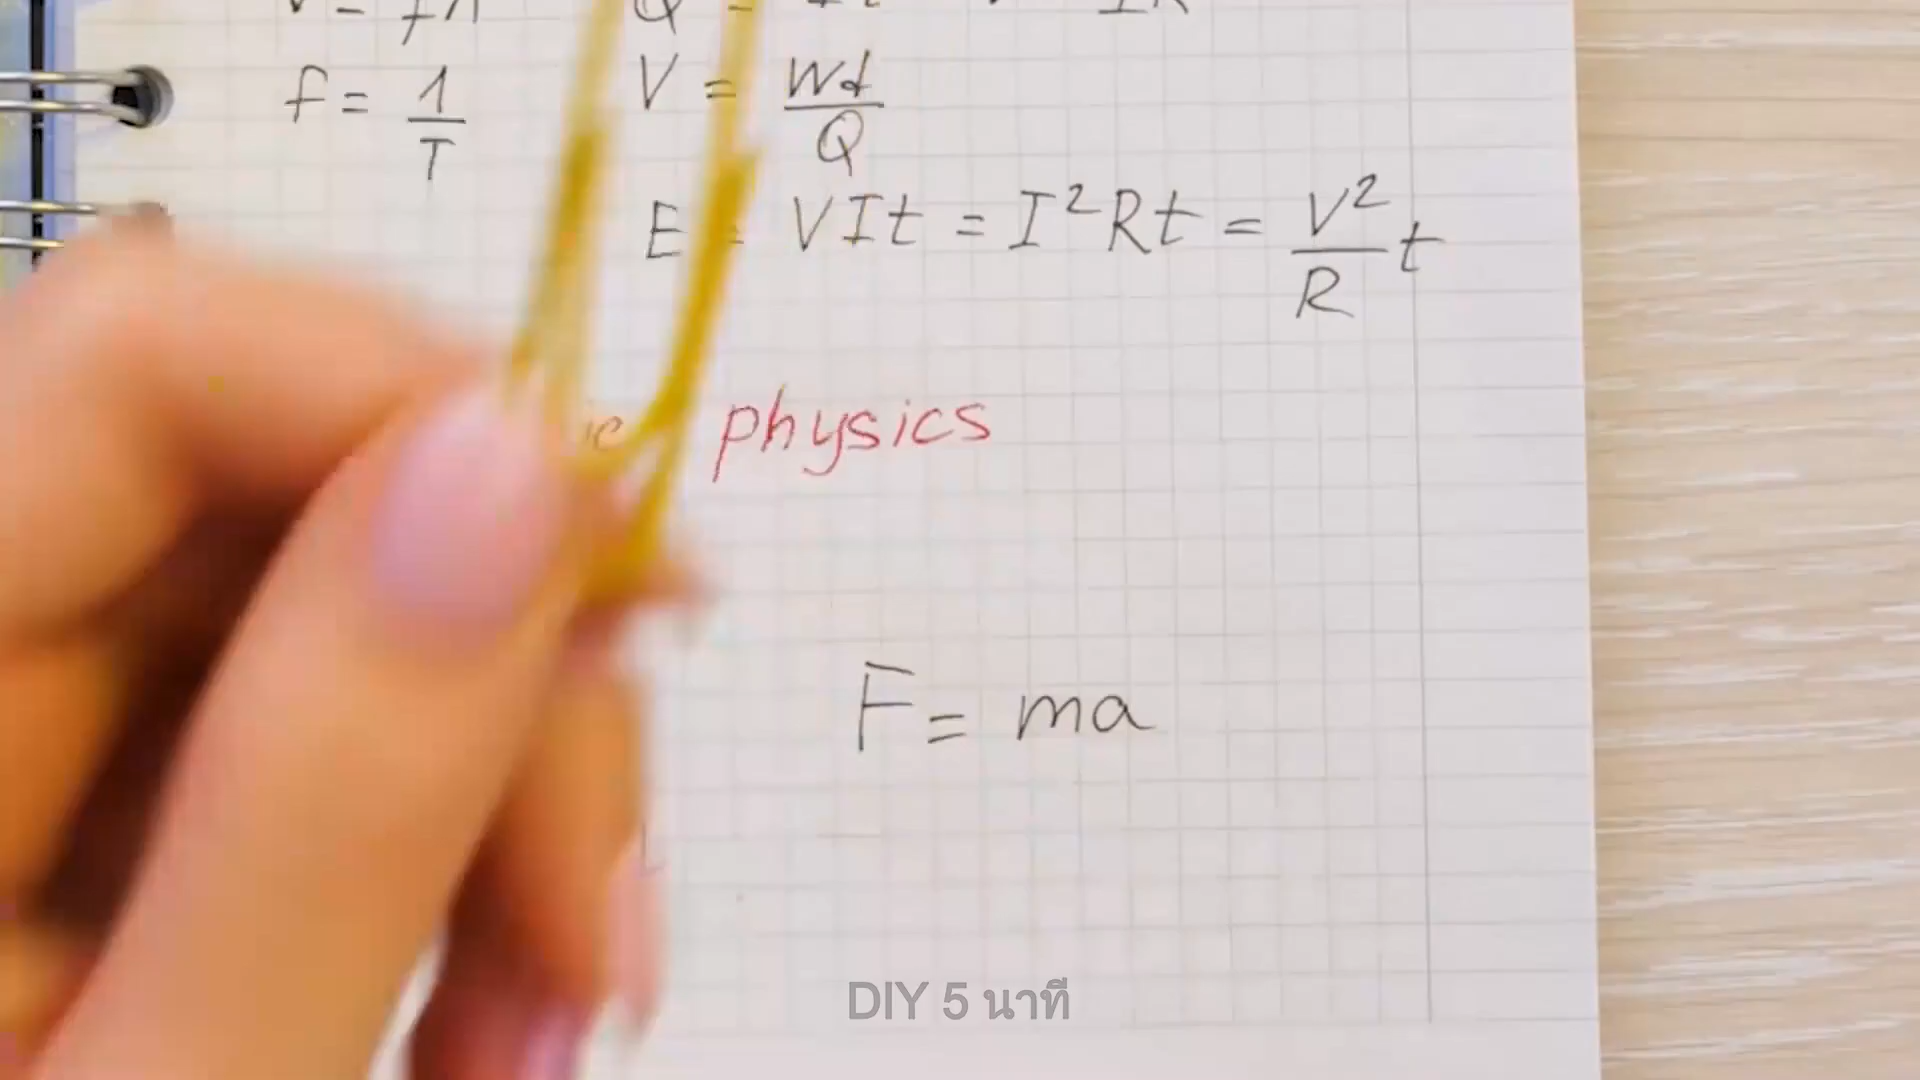 f = 1/T V = Wd/Q
E = VIt = I²Rt = V²/R t
physics
F = ma
DIY 5 นาที